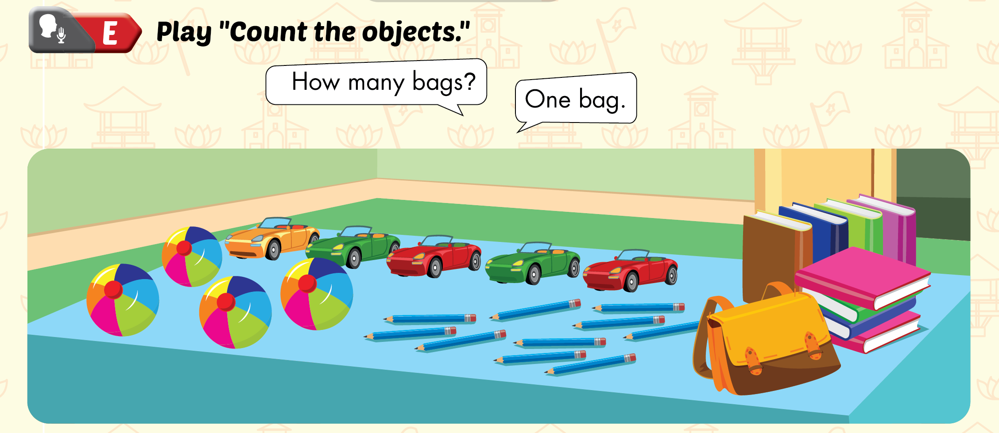 E
Play "Count the objects."
How many bags?
One bag.